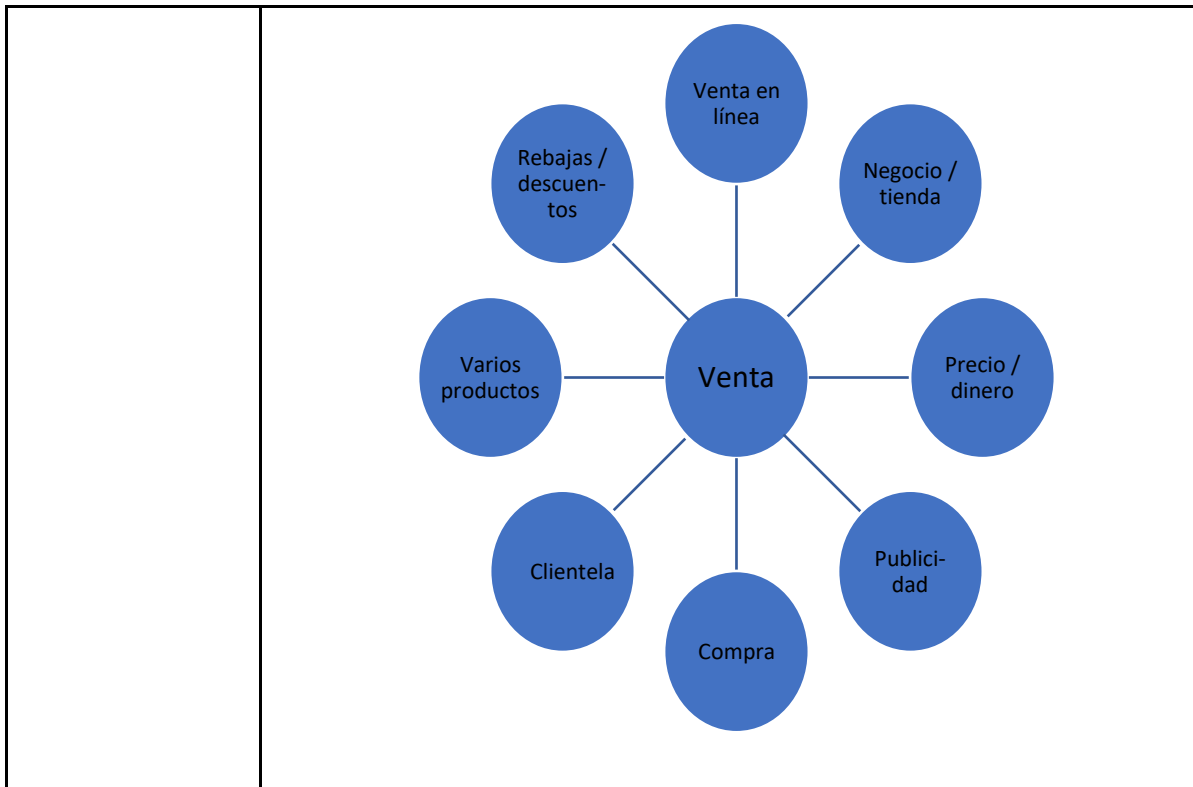 Venta en
línea
Negocio /
tienda
Precio /
dinero
Publici-
dad
Compra
Clientela
Varios
productos
Rebajas /
descuen-
tos
Venta